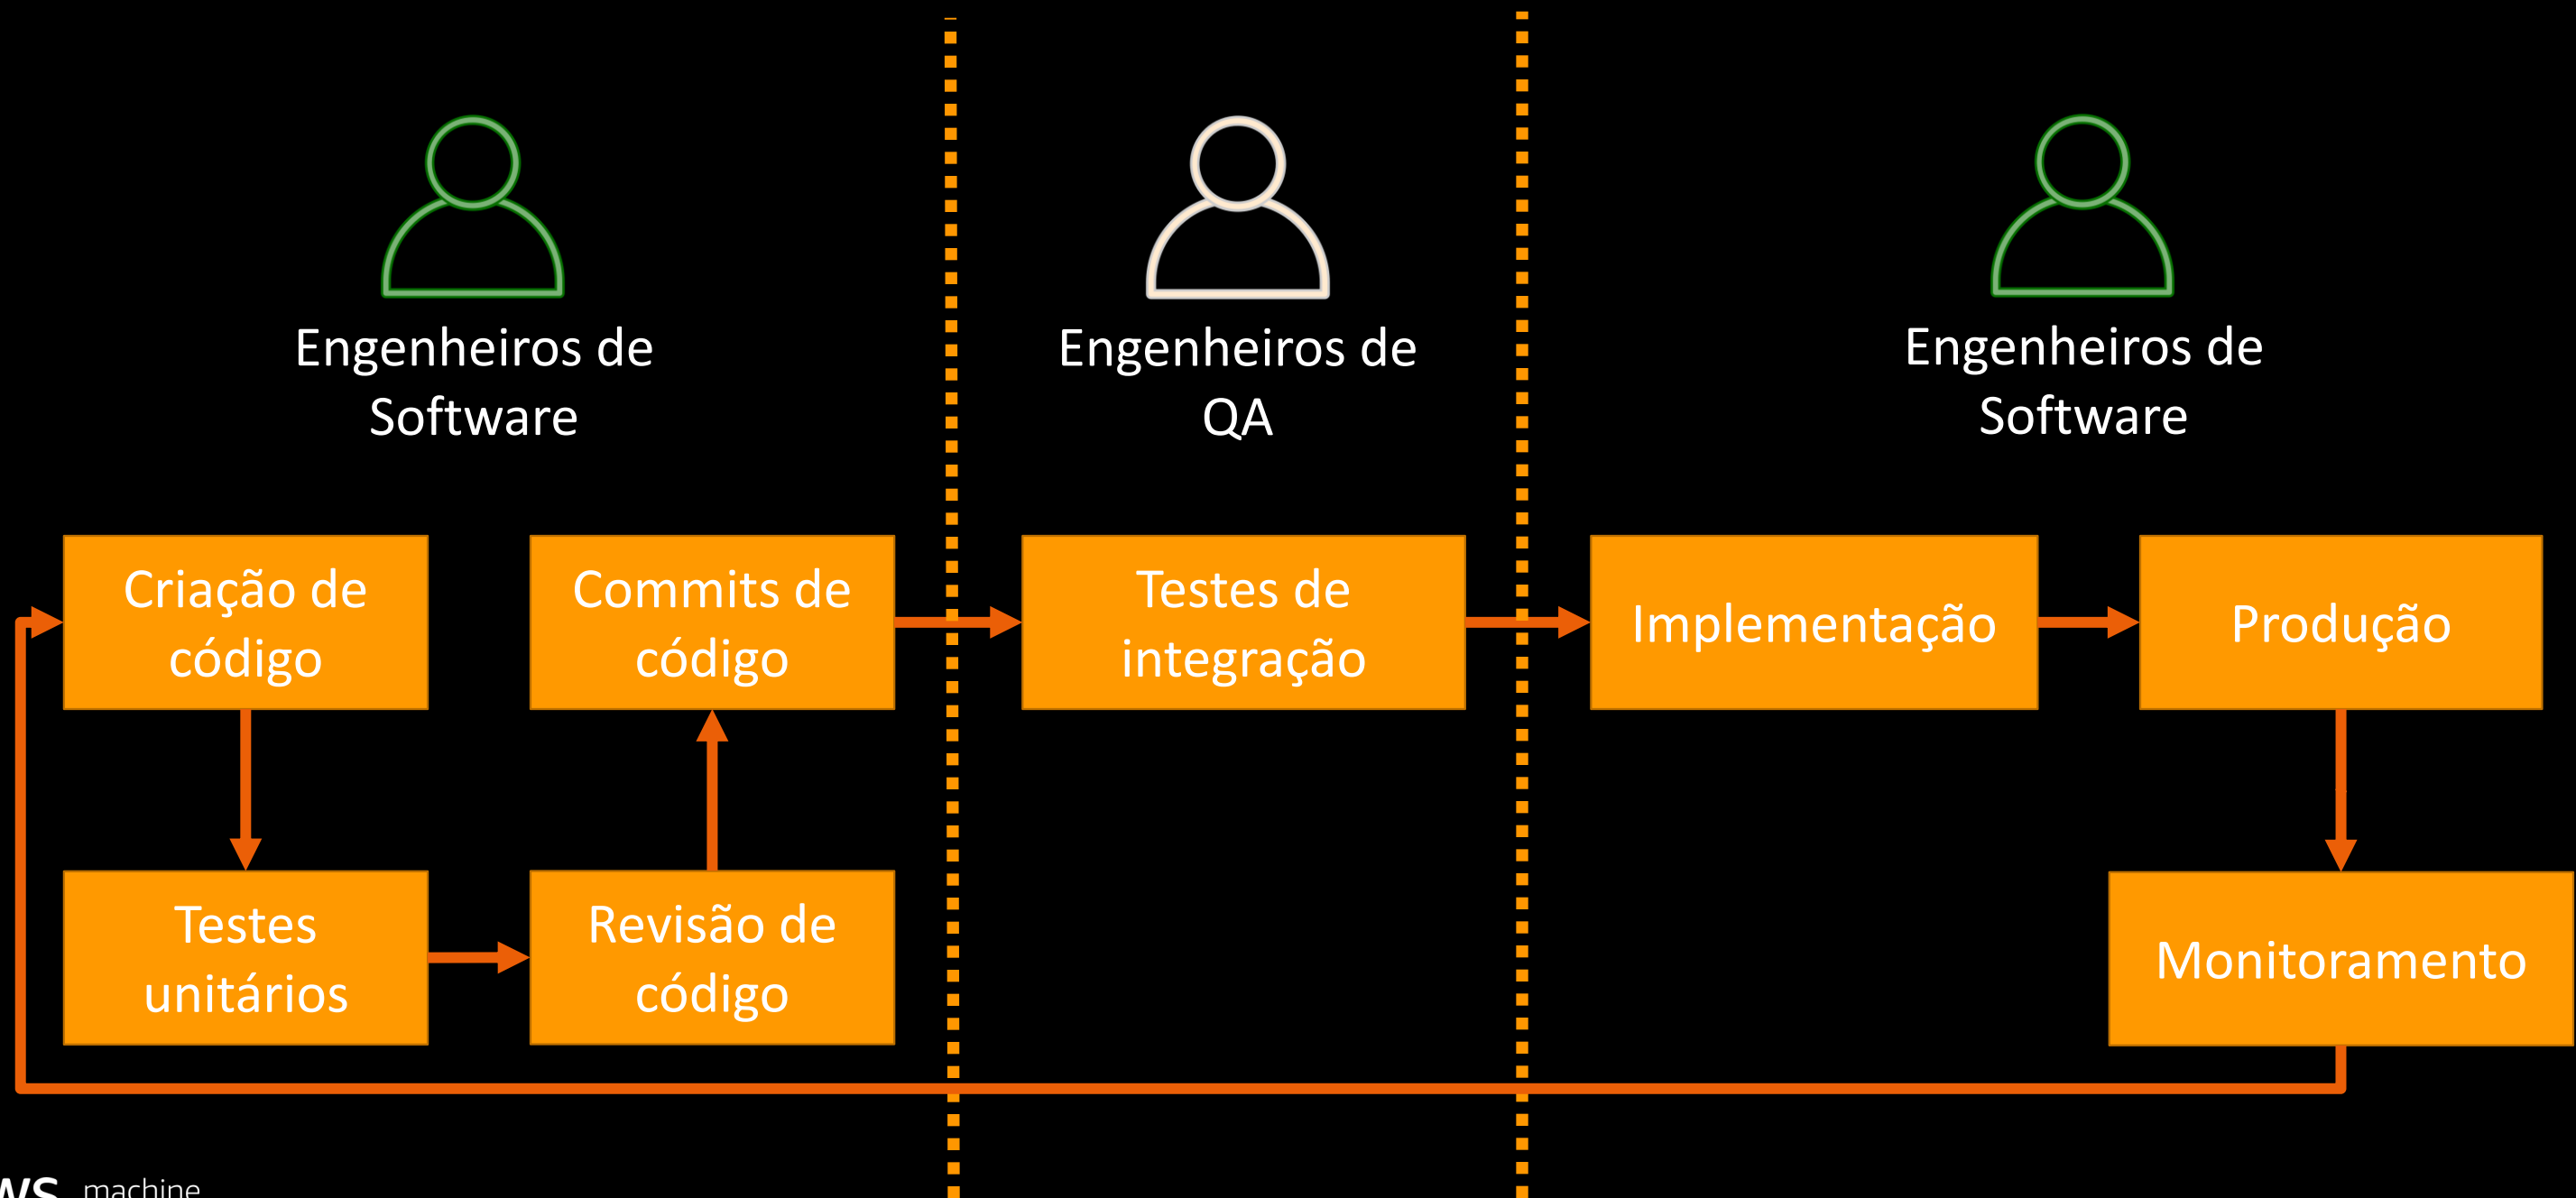 Engenheiros de
Software
Engenheiros de
QA
Engenheiros de
Software
Criação de
código
Commits de
código
Testes de
integração
Implementação
Produção
Testes
unitários
Revisão de
código
Monitoramento
machine